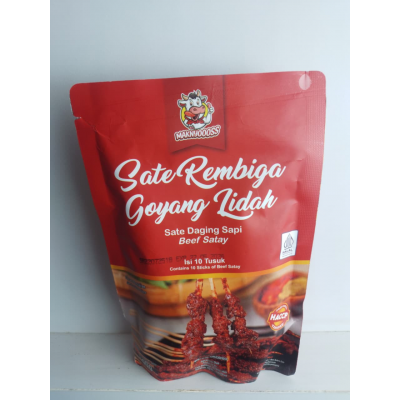 MAKNYOOOSS
Sate Rembiga
Goyang Lidah
Sate Daging Sapi
Beef Satay
Isi 10 Tusuk
Contains 10 Sticks of Beef Satay
HACCP